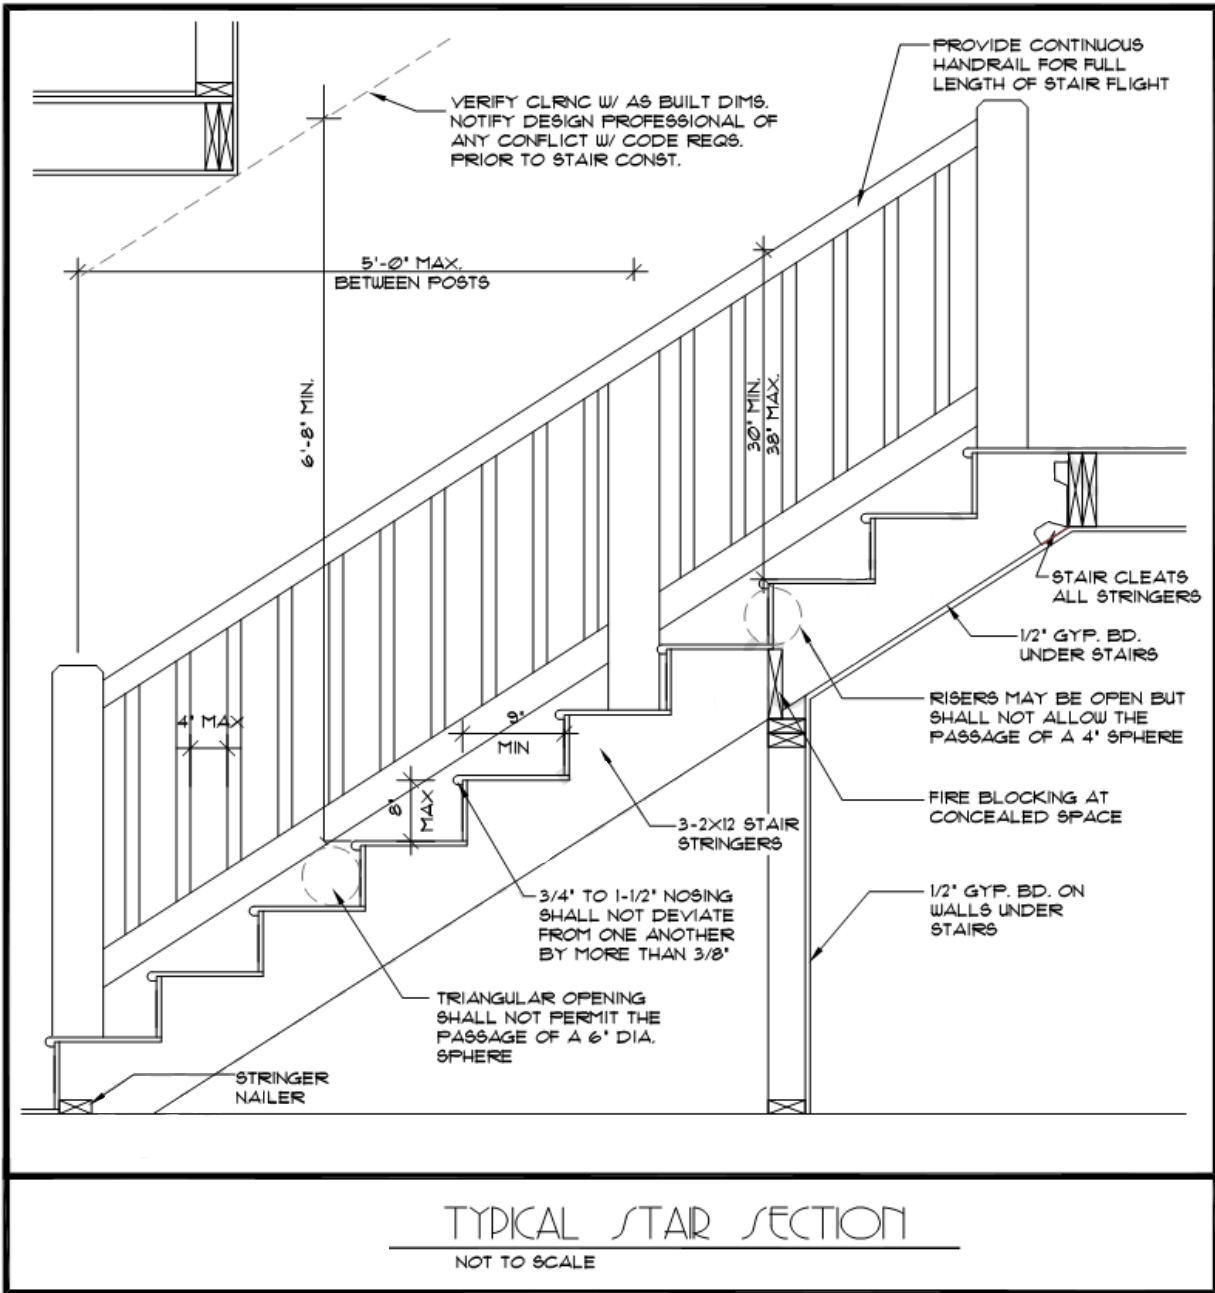 PROVIDE CONTINUOUS
HANDRAIL FOR FULL
LENGTH OF STAIR FLIGHT
VERIFY CLRNC W/ AS BUILT DIMS.
NOTIFY DESIGN PROFESSIONAL OF
ANY CONFLICT W/ CODE REQS.
PRIOR TO STAIR CONST.
5'-0" MAX.
BETWEEN POSTS
6'-8" MIN.
30" MIN.
38" MAX.
STAIR CLEATS
ALL STRINGERS
1/2" GYP. BD.
UNDER STAIRS
RISERS MAY BE OPEN BUT
SHALL NOT ALLOW THE
PASSAGE OF A 4" SPHERE
4" MAX
9"
MIN
8"
MAX
FIRE BLOCKING AT
CONCEALED SPACE
3-2X12 STAIR
STRINGERS
3/4" TO 1-1/2" NOSING
SHALL NOT DEVIATE
FROM ONE ANOTHER
BY MORE THAN 3/8"
1/2" GYP. BD. ON
WALLS UNDER
STAIRS
TRIANGULAR OPENING
SHALL NOT PERMIT THE
PASSAGE OF A 6" DIA.
SPHERE
STRINGER
NAILER
TYPICAL STAIR SECTION
NOT TO SCALE